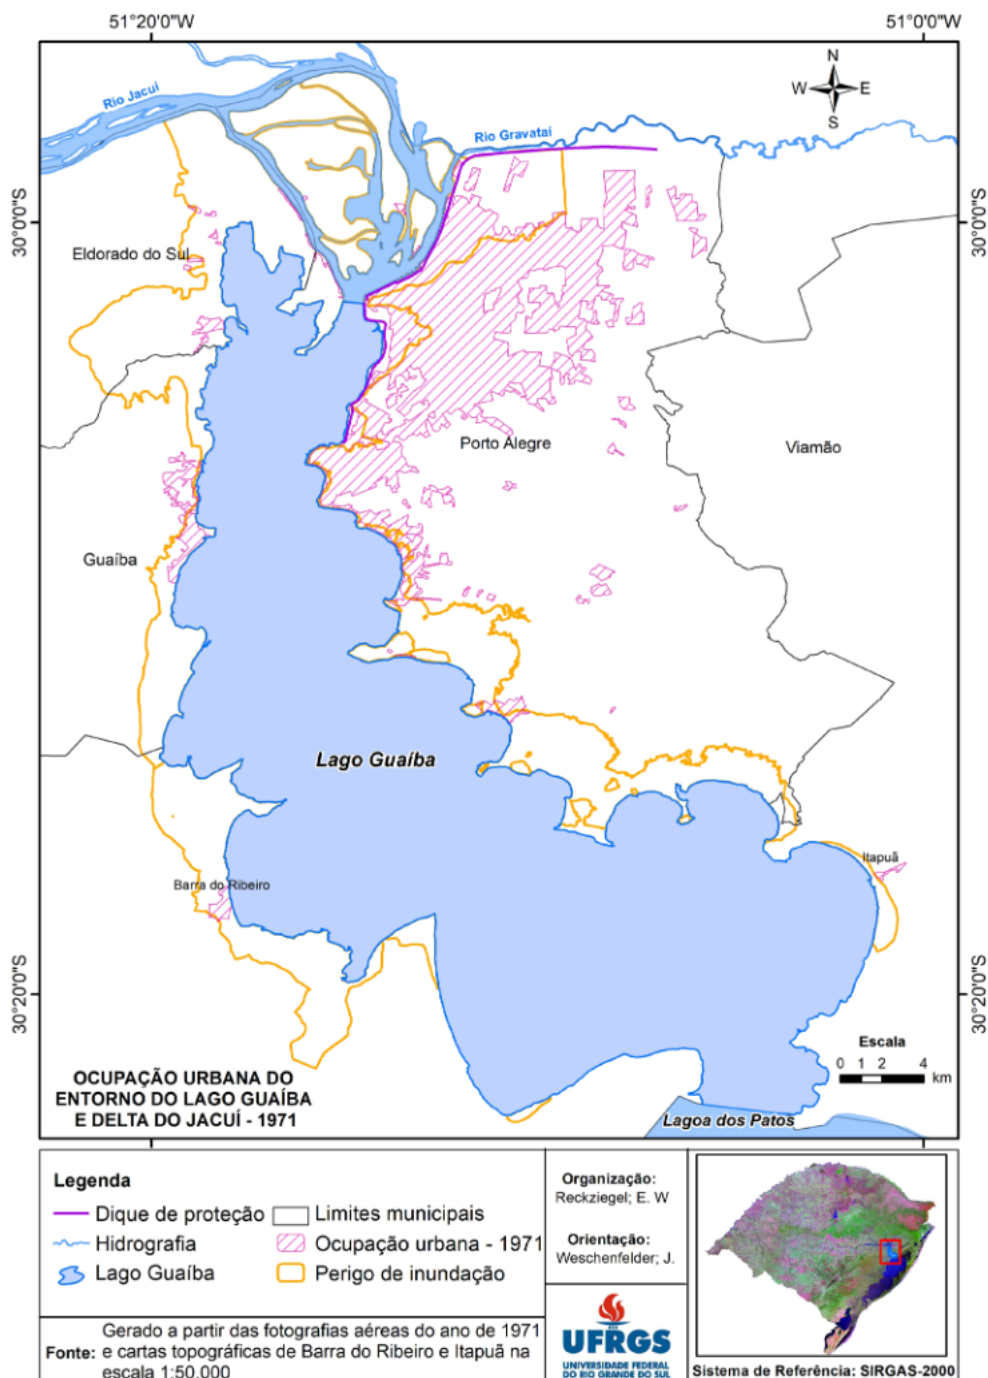 51°20'0"W
51°0'0"W
N
W
E
S
Rio Jacuí
Rio Gravataí
30°0'0"S
30°0'0"S
Eldorado do Sul
Porto Alegre
Viamão
Guaíba
Lago Guaíba
Itapuã
Barra do Ribeiro
30°20'0"S
30°20'0"S
Escala
0 1 2 4
km
OCUPAÇÃO URBANA DO
ENTORNO DO LAGO GUAÍBA
E DELTA DO JACUÍ - 1971
Lagoa dos Patos
Legenda
Dique de proteção
Limites municipais
Hidrografia
Ocupação urbana - 1971
Lago Guaíba
Perigo de inundação
Organização:
Reckziegel; E. W
Orientação:
Weschenfelder; J.
Fonte:
Gerado a partir das fotografias aéreas do ano de 1971
e cartas topográficas de Barra do Ribeiro e Itapuã na
escala 1:50.000
UFRGS
UNIVERSIDADE FEDERAL
DO RIO GRANDE DO SUL
Sistema de Referência: SIRGAS-2000